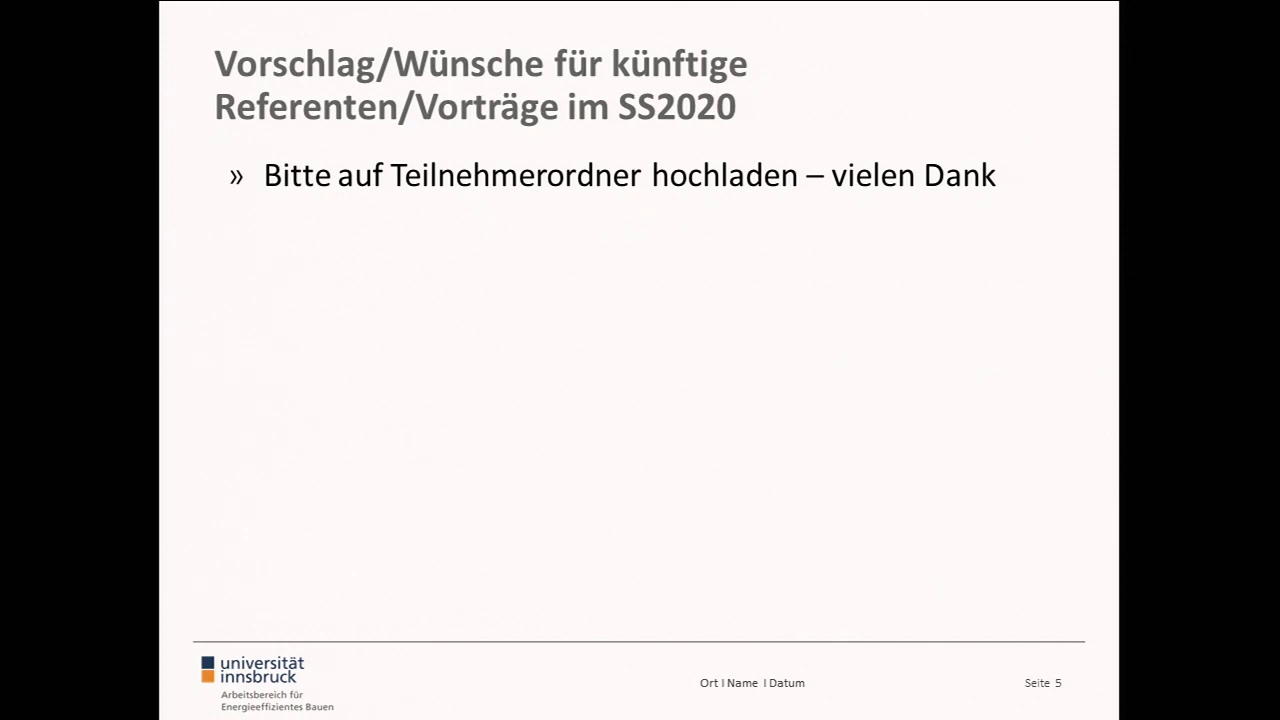 Vorschlag/Wünsche für künftige
Referenten/Vorträge im SS2020
» Bitte auf Teilnehmerordner hochladen – vielen Dank
universität
innsbruck
Arbeitsbereich für
Energieeffizientes Bauen
Ort I Name I Datum
Seite 5